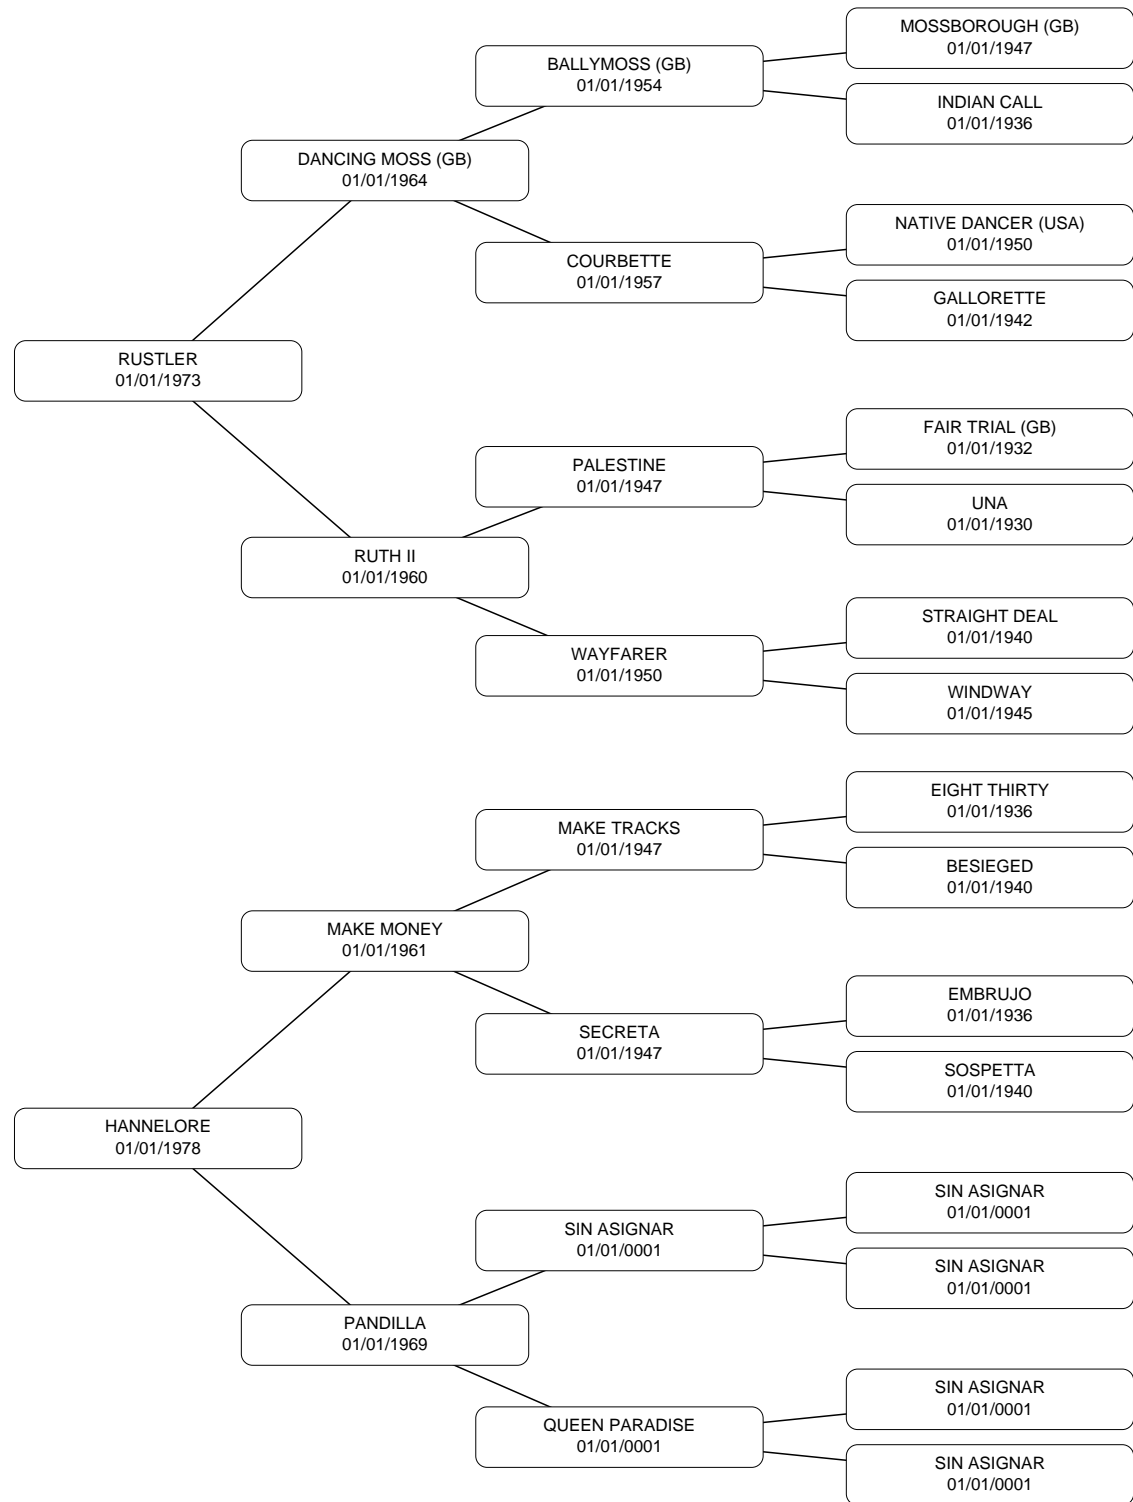 MOSSBOROUGH (GB)
01/01/1947
BALLYMOSS (GB)
01/01/1954
INDIAN CALL
01/01/1936
DANCING MOSS (GB)
01/01/1964
NATIVE DANCER (USA)
01/01/1950
COURBETTE
01/01/1957
GALLORETTE
01/01/1942
RUSTLER
01/01/1973
FAIR TRIAL (GB)
01/01/1932
PALESTINE
01/01/1947
UNA
01/01/1930
RUTH II
01/01/1960
STRAIGHT DEAL
01/01/1940
WAYFARER
01/01/1950
WINDWAY
01/01/1945
EIGHT THIRTY
01/01/1936
MAKE TRACKS
01/01/1947
BESIEGED
01/01/1940
MAKE MONEY
01/01/1961
EMBRUJO
01/01/1936
SECRETA
01/01/1947
SOSPETTA
01/01/1940
HANNELORE
01/01/1978
SIN ASIGNAR
01/01/0001
SIN ASIGNAR
01/01/0001
SIN ASIGNAR
01/01/0001
PANDILLA
01/01/1969
SIN ASIGNAR
01/01/0001
QUEEN PARADISE
01/01/0001
SIN ASIGNAR
01/01/0001